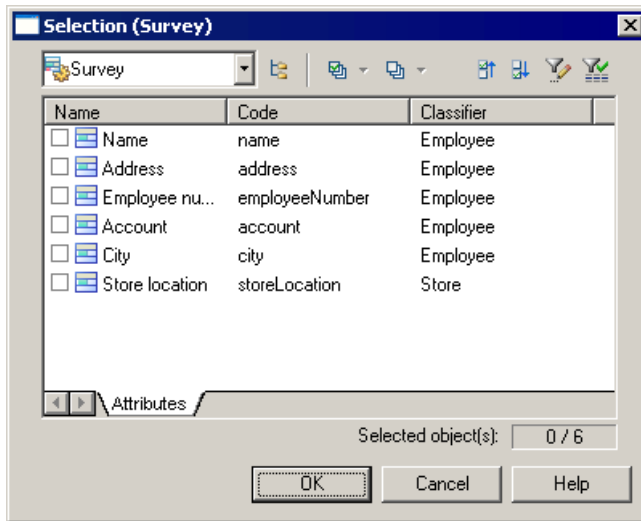 Selection (Survey)
Survey
Name Code Classifier
Name name Employee
Address address Employee
Employee nu... employeeNumber Employee
Account account Employee
City city Employee
Store location storeLocation Store
Attributes
Selected object(s): 0 / 6
OK Cancel Help